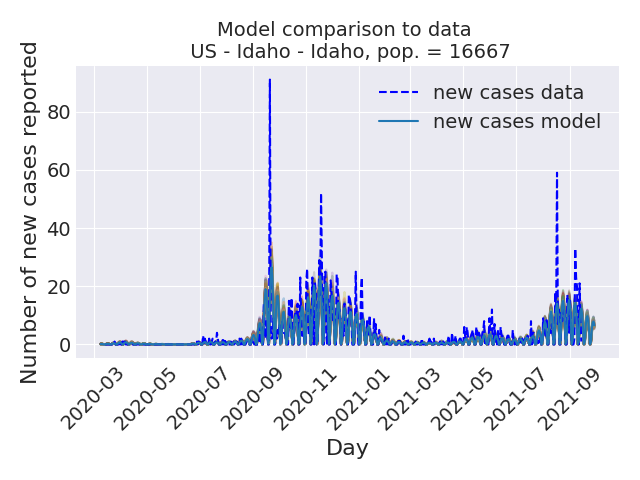 Model comparison to data
US - Idaho - Idaho, pop. = 16667
Number of new cases reported
80
60
40
20
0
new cases data
new cases model
2020-03
2020-05
2020-07
2020-09
2020-11
2021-01
2021-03
2021-05
2021-07
2021-09
Day